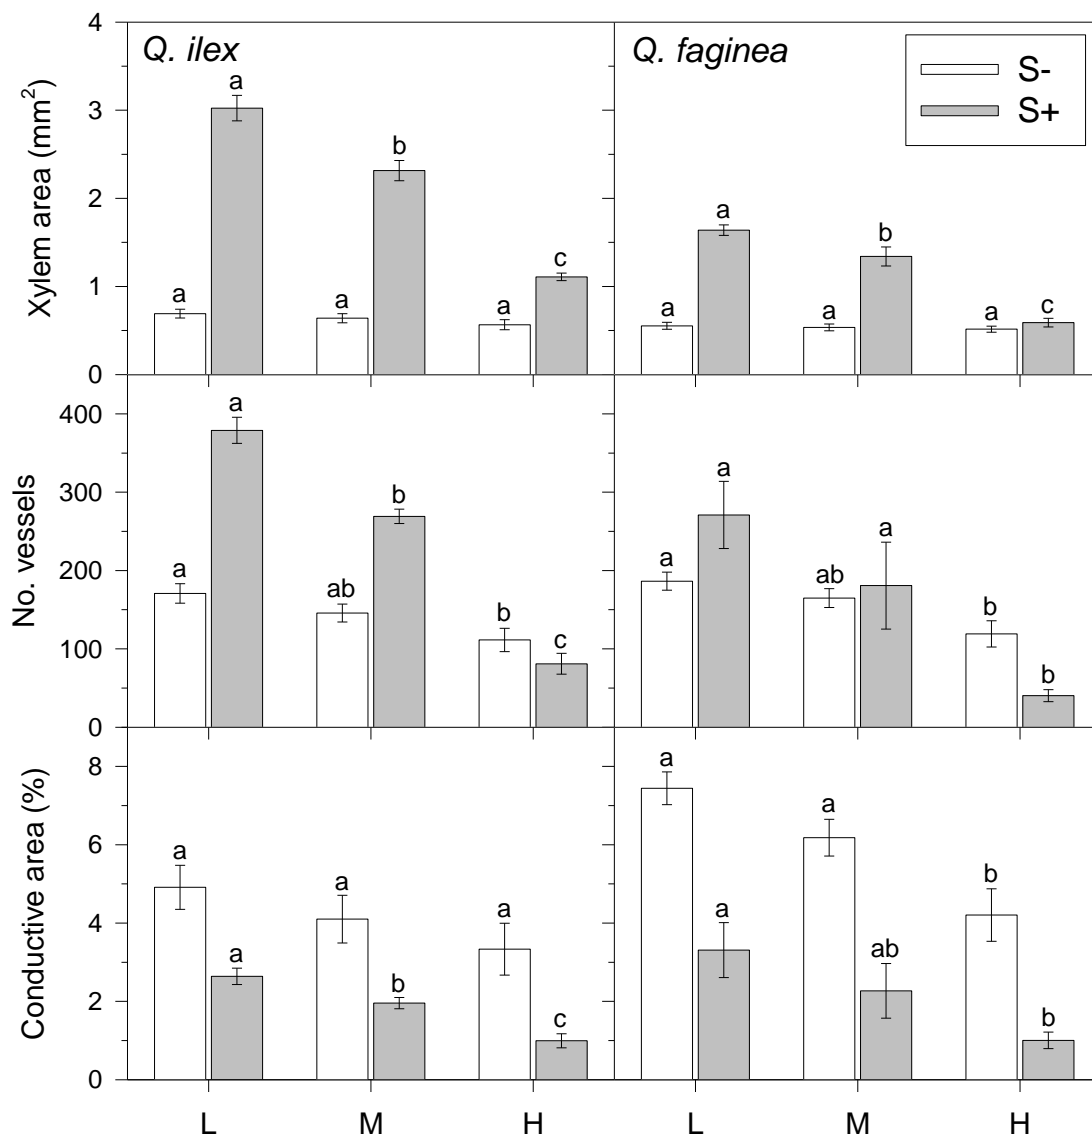 Q. ilex
Q. faginea
S-
S+
Xylem area (mm²)
4
3
2
1
0
a
a
a
b
a
c
a
a
a
b
a
c
No. vessels
400
300
200
100
0
a
a
ab
b
b
c
a
a
ab
a
b
b
Conductive area (%)
8
6
4
2
0
a
a
a
b
a
c
a
a
a
ab
b
b
L M H L M H